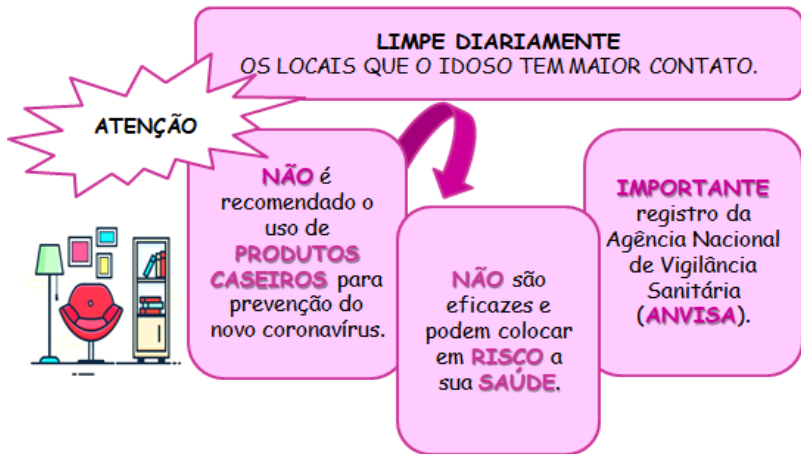 LIMPE DIARIAMENTE
OS LOCAIS QUE O IDOSO TEM MAIOR CONTATO.
ATENÇÃO
NÃO é
recomendado o
uso de
PRODUTOS
CASEIROS para
prevenção do
novo coronavírus.
NÃO são
eficazes e
podem colocar
em RISCO a
sua SAÚDE.
IMPORTANTE
registro da
Agência Nacional
de Vigilância
Sanitária
(ANVISA).